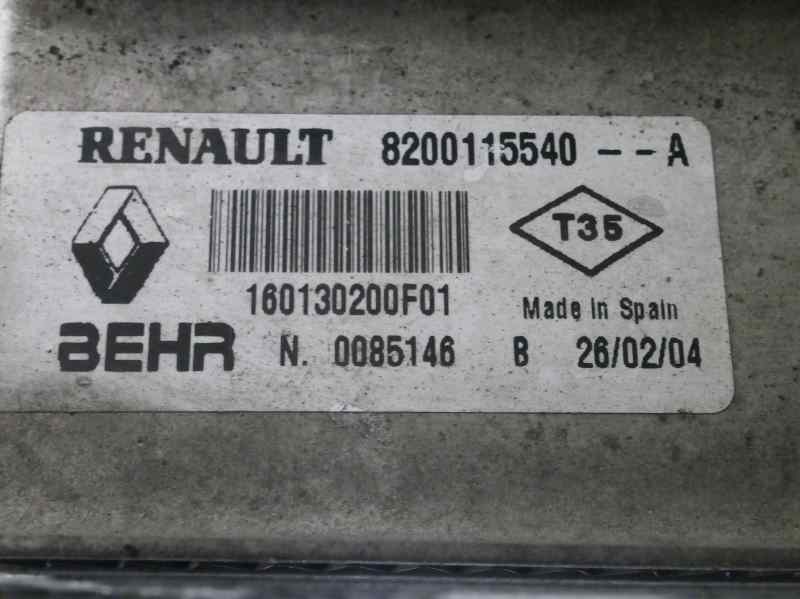 RENAULT 8200115540 -- A
T35
160130200F01 Made in Spain
BEHR N. 0085146 B 26/02/04